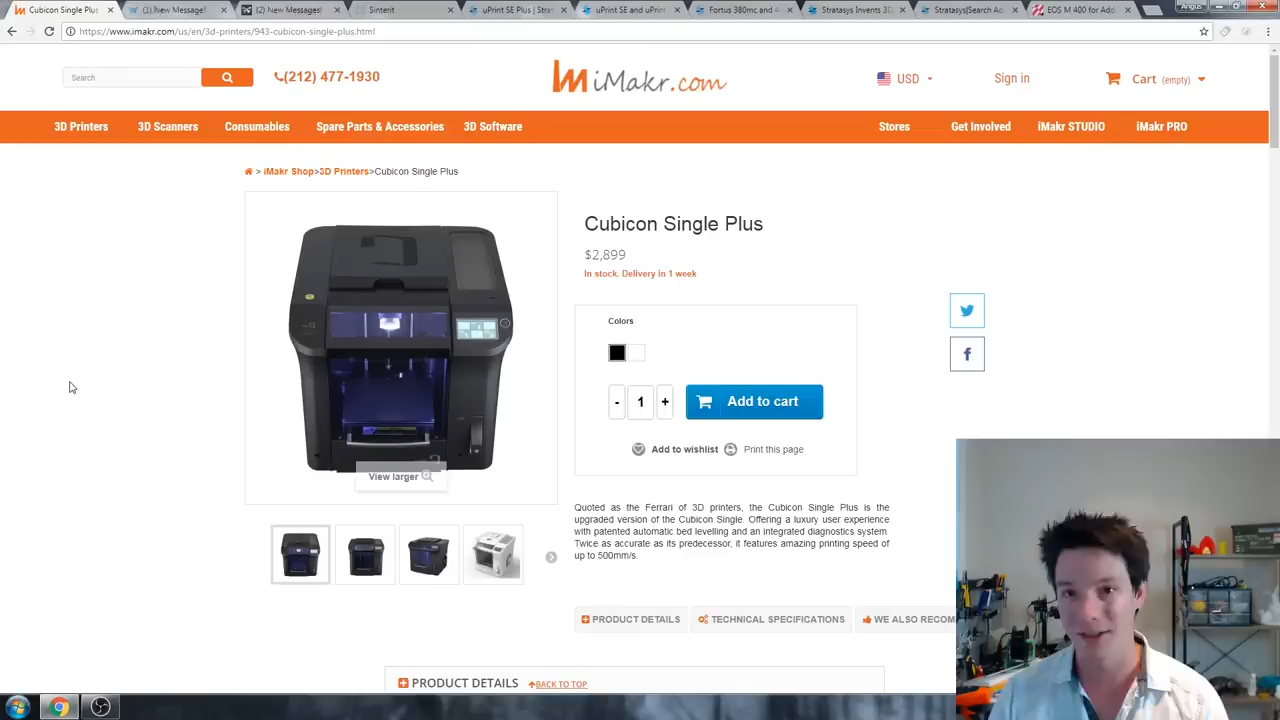 Cubicon Single Plus
(1) New Message!
(2) New Messages!
Sinterit
uPrint SE Plus | Strat
uPrint SE and uPrint
Fortus 380mc and 4
Stratasys Invents 3D
Stratasys|Search Ad
EOS M 400 for Add
Angus
https://www.imakr.com/us/en/3d-printers/943-cubicon-single-plus.html
Search
(212) 477-1930
iMakr.com
USD
Sign in
Cart (empty)
3D Printers
3D Scanners
Consumables
Spare Parts & Accessories
3D Software
Stores
Get Involved
iMakr STUDIO
iMakr PRO
> iMakr Shop>3D Printers>Cubicon Single Plus
Cubicon Single Plus
$2,899
In stock. Delivery in 1 week
Colors
- 1 +
Add to cart
Add to wishlist
Print this page
View larger
Quoted as the Ferrari of 3D printers, the Cubicon Single Plus is the
upgraded version of the Cubicon Single. Offering a luxury user experience
with patented automatic bed levelling and an integrated diagnostics system.
Twice as accurate as its predecessor, it features amazing printing speed of
up to 500mm/s.
PRODUCT DETAILS
TECHNICAL SPECIFICATIONS
WE ALSO RECOM
PRODUCT DETAILS
BACK TO TOP